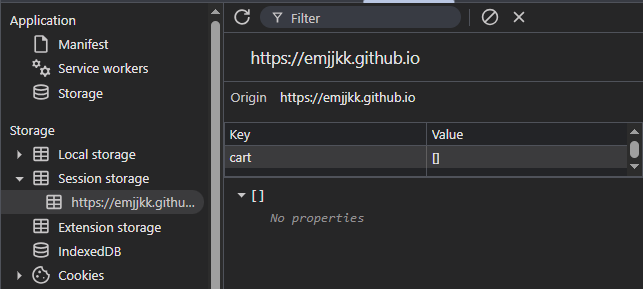 Application
Manifest
Service workers
Storage
Storage
Local storage
Session storage
https://emjjkk.githu...
Extension storage
IndexedDB
Cookies
Filter
https://emjjkk.github.io
Origin https://emjjkk.github.io
Key Value
cart []
[]
No properties